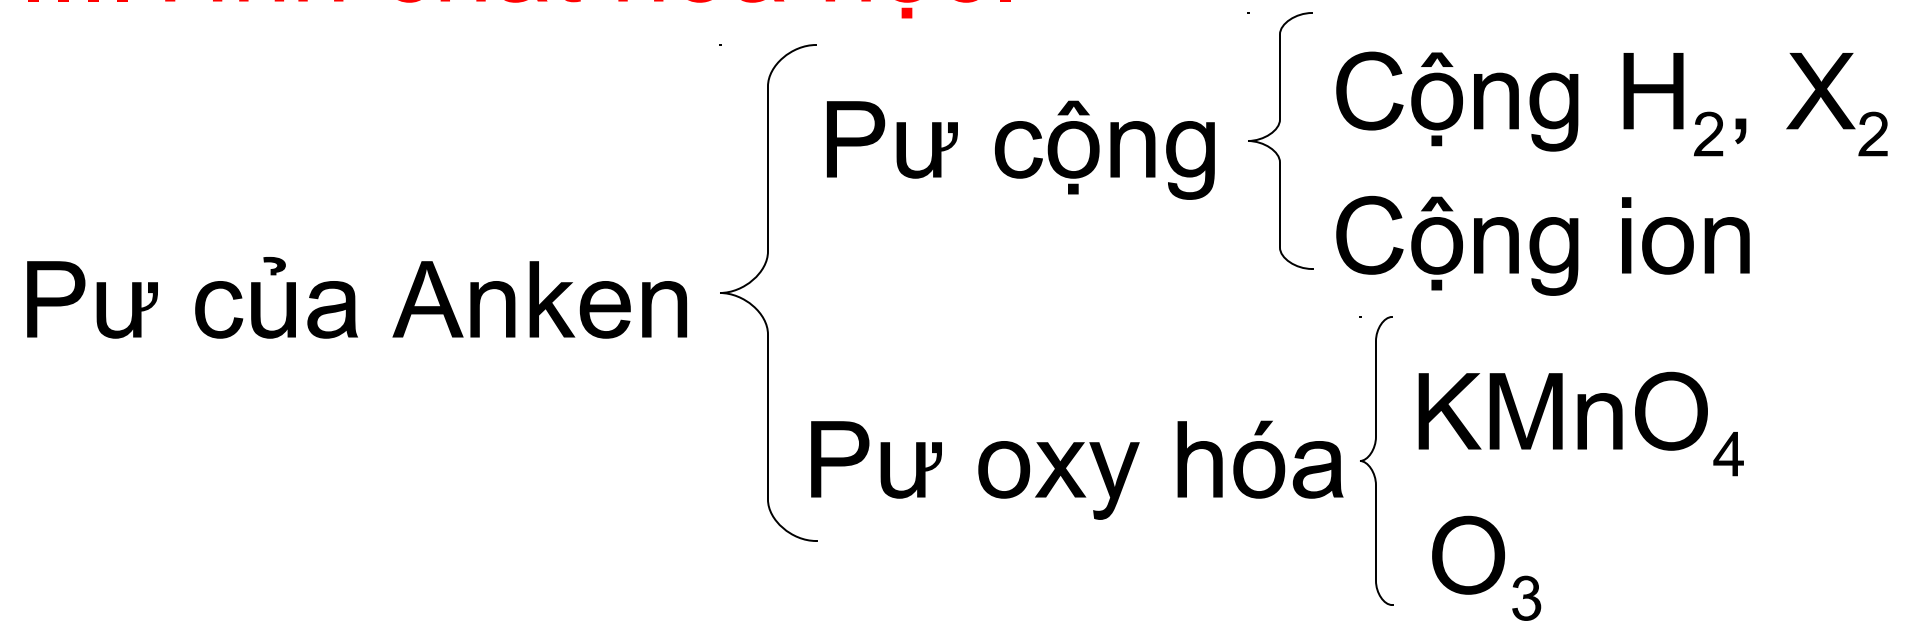 Pư của Anken
Pư cộng
Cộng H₂, X₂
Cộng ion
Pư oxy hóa
KMnO₄
O₃